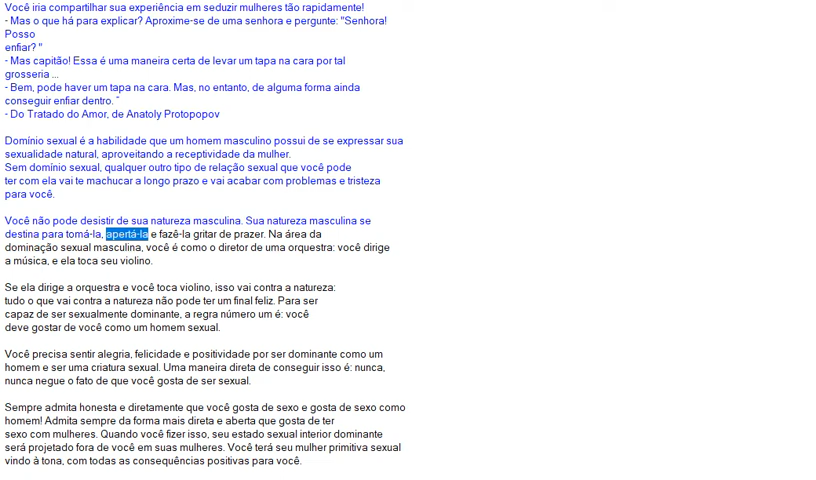 Você iria compartilhar sua experiência em seduzir mulheres tão rapidamente!
- Mas o que há para explicar? Aproxime-se de uma senhora e pergunte: "Senhora!
Posso
enfiar? "
- Mas capitão! Essa é uma maneira certa de levar um tapa na cara por tal
grosseria ...
- Bem, pode haver um tapa na cara. Mas, no entanto, de alguma forma ainda
conseguir enfiar dentro. ˆ
- Do Tratado do Amor, de Anatoly Protopopov

Domínio sexual é a habilidade que um homem masculino possui de se expressar sua
sexualidade natural, aproveitando a receptividade da mulher.
Sem domínio sexual, qualquer outro tipo de relação sexual que você pode
ter com ela vai te machucar a longo prazo e vai acabar com problemas e tristeza
para você.

Você não pode desistir de sua natureza masculina. Sua natureza masculina se
destina para tomá-la, apertá-la e fazê-la gritar de prazer. Na área da
dominação sexual masculina, você é como o diretor de uma orquestra: você dirige
a música, e ela toca seu violino.

Se ela dirige a orquestra e você toca violino, isso vai contra a natureza:
tudo o que vai contra a natureza não pode ter um final feliz. Para ser
capaz de ser sexualmente dominante, a regra número um é: você
deve gostar de você como um homem sexual.

Você precisa sentir alegria, felicidade e positividade por ser dominante como um
homem e ser uma criatura sexual. Uma maneira direta de conseguir isso é: nunca,
nunca negue o fato de que você gosta de ser sexual.

Sempre admita honesta e diretamente que você gosta de sexo e gosta de sexo como
homem! Admita sempre da forma mais direta e aberta que gosta de ter
sexo com mulheres. Quando você fizer isso, seu estado sexual interior dominante
será projetado fora de você em suas mulheres. Você terá seu mulher primitiva sexual
vindo à tona, com todas as consequências positivas para você.